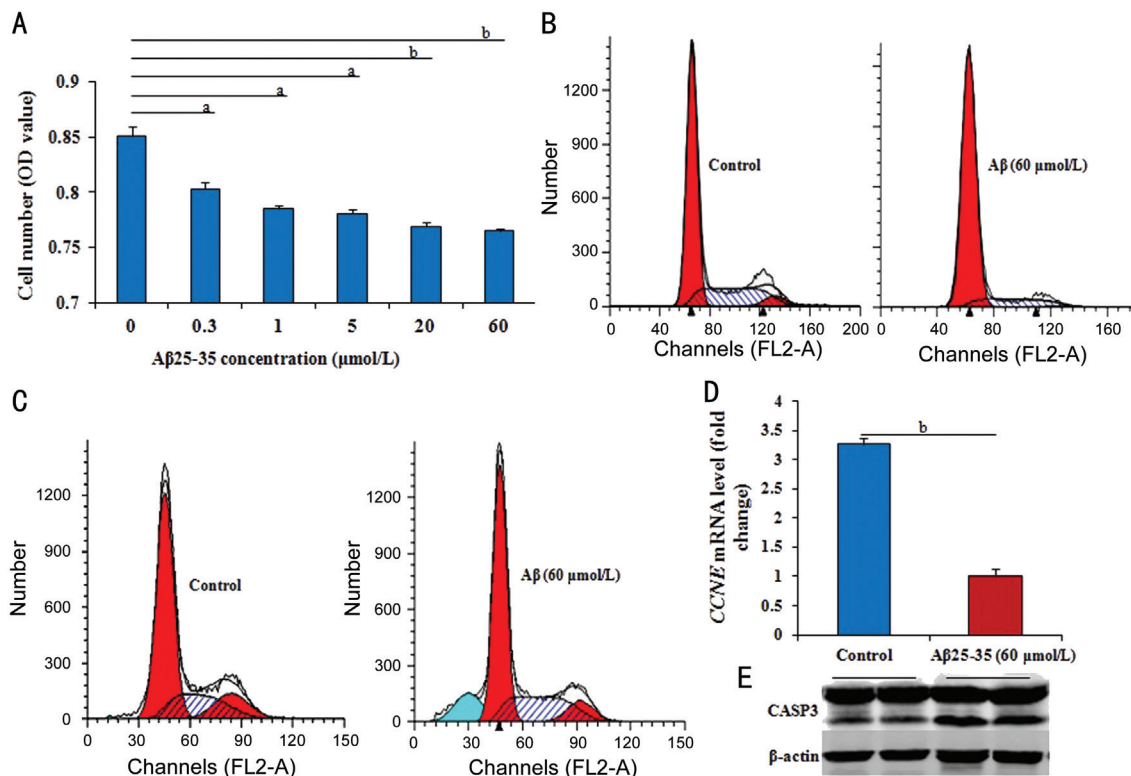 A
b
b
a
a
a
0.9
0.85
0.8
0.75
0.7
Cell number (OD value)
0 0.3 1 5 20 60
Aβ25-35 concentration (μmol/L)
B
1200
900
600
300
0
Number
Control
0 40 80 120 160 200
Channels (FL2-A)
Aβ (60 μmol/L)
0 40 80 120 160
Channels (FL2-A)
C
1200
900
600
300
0
Number
Control
0 30 60 90 120 150
Channels (FL2-A)
1200
900
600
300
0
Number
Aβ (60 μmol/L)
30 60 90 120 150
Channels (FL2-A)
D
4
3.5
3
2.5
2
1.5
1
0.5
0
CCNE mRNA level (fold
change)
b
Control Aβ25-35 (60 μmol/L)
E
CASP3
β-actin